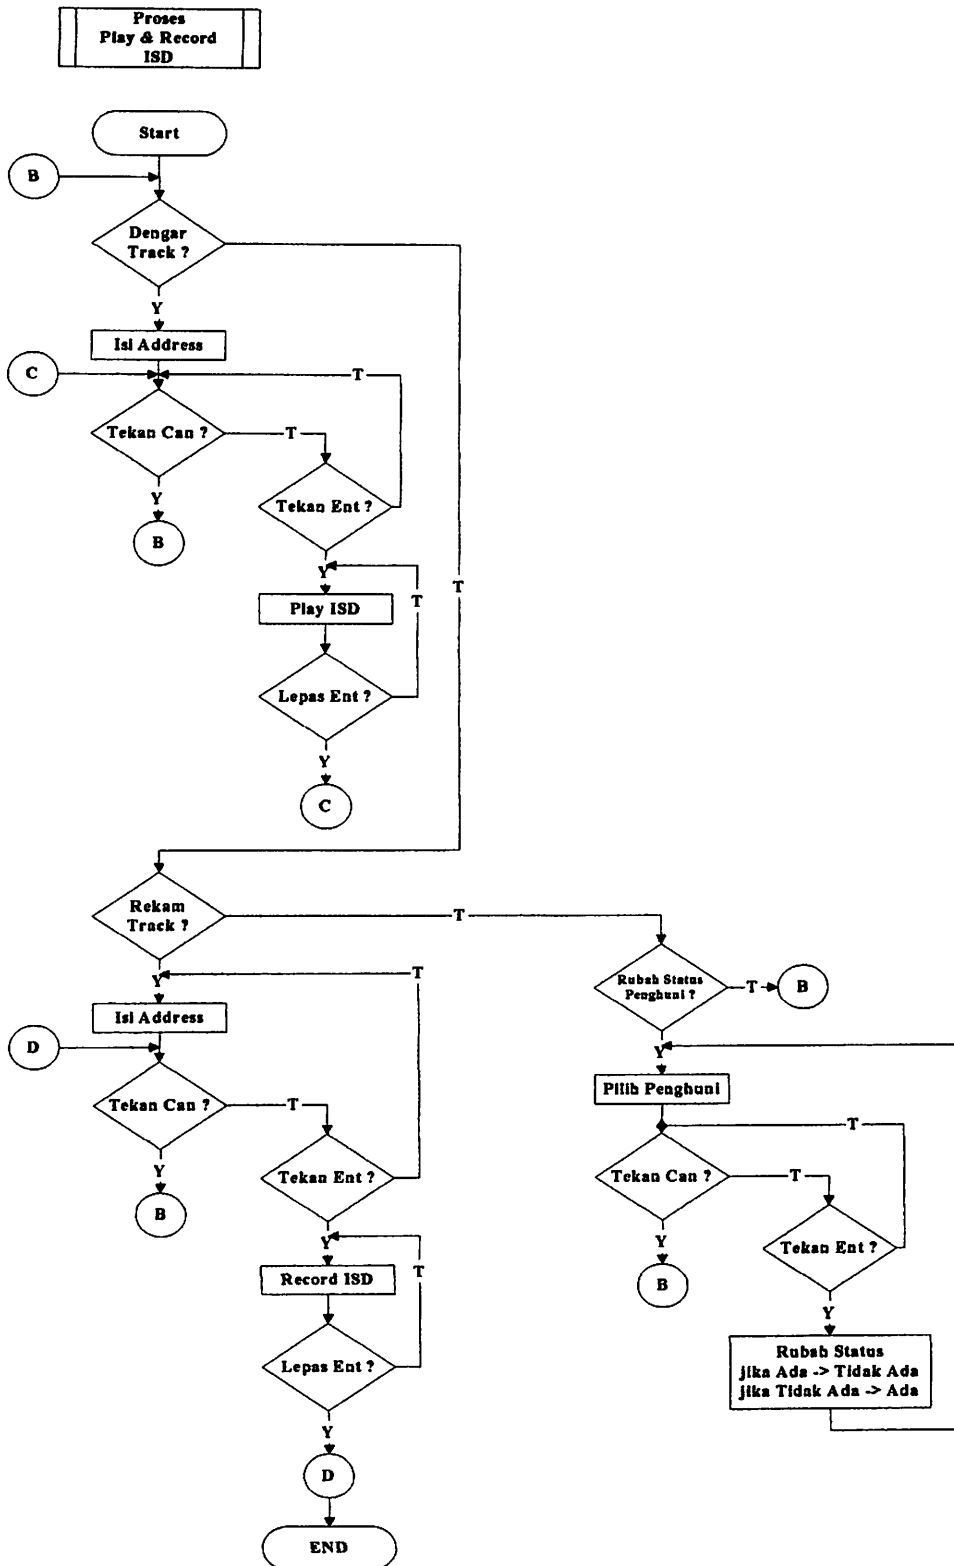 Proses
Play & Record
ISD
Start
B
Dengar
Track ?
Y
Isi Address
C
T
Tekan Can ?
T
Y
Tekan Ent ?
B
Y
T
Play ISD
T
Lepas Ent ?
Y
C
Rekam
Track ?
T
Y
T
Rubah Status
Penghuni ?
T
B
Isi Address
D
Y
Pilih Penghuni
Tekan Can ?
T
T
Y
Tekan Ent ?
Tekan Can ?
T
B
Y
Y
Tekan Ent ?
Record ISD
T
B
Y
Lepas Ent ?
Rubah Status
jika Ada -> Tidak Ada
jika Tidak Ada -> Ada
Y
D
END